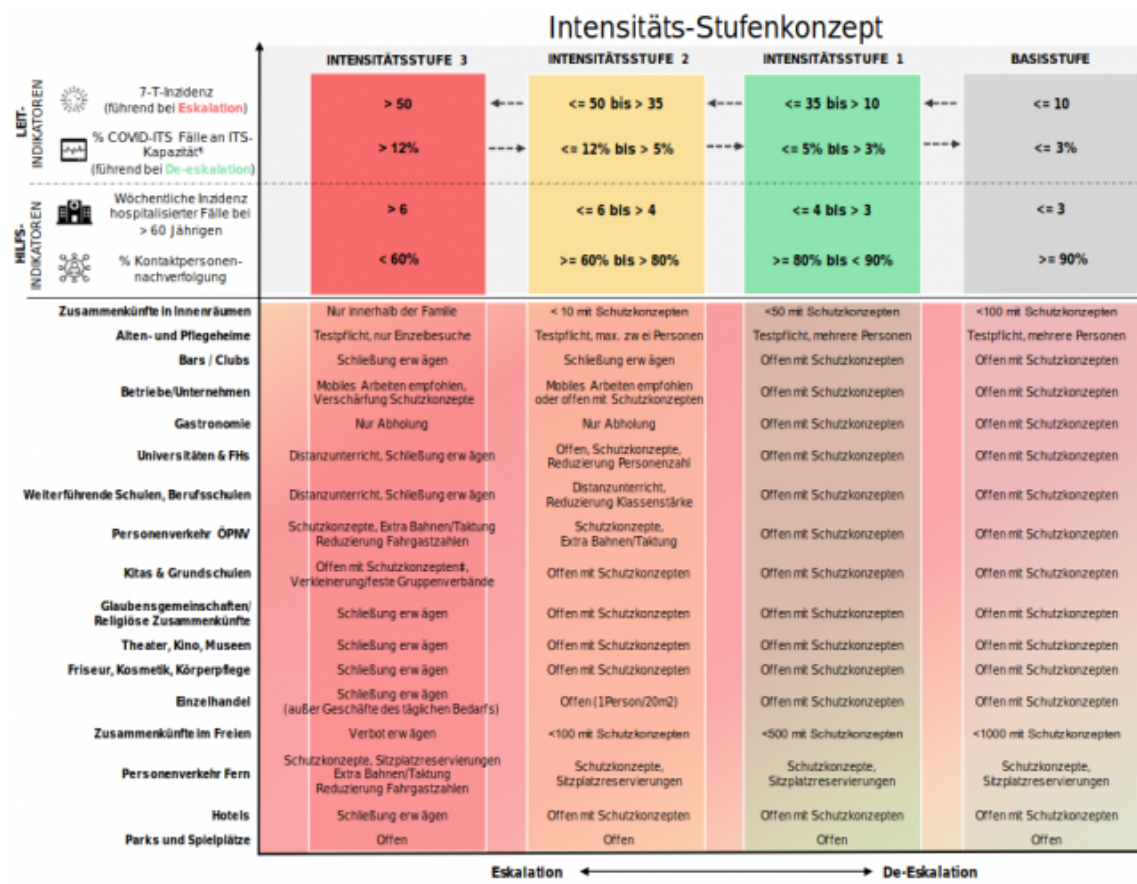 Intensitäts-Stufenkonzept
INTENSITÄTSSTUFE 3 INTENSITÄTSSTUFE 2 INTENSITÄTSSTUFE 1 BASISSTUFE
LEIT-
INDIKATOREN
7-T-Inzidenz
(führend bei Eskalation)
> 50 <= 50 bis > 35 <= 35 bis > 10 <= 10
% COVID-ITS Fälle an ITS-
Kapazität¶
(führend bei De-eskalation)
> 12% <= 12% bis > 5% <= 5% bis > 3% <= 3%
HILFS-
INDIKATOREN
Wöchentliche Inzidenz
hospitalisierter Fälle bei
> 60 Jährigen
> 6 <= 6 bis > 4 <= 4 bis > 3 <= 3
% Kontaktpersonen-
nachverfolgung
< 60% >= 60% bis > 80% >= 80% bis < 90% >= 90%
Zusammenkünfte in Innenräumen Nur innerhalb der Familie < 10 mit Schutzkonzepten <50 mit Schutzkonzepten <100 mit Schutzkonzepten
Alten- und Pflegeheime Testpflicht, nur Einzelbesuche Testpflicht, max. zwei Personen Testpflicht, mehrere Personen Testpflicht, mehrere Personen
Bars / Clubs Schließung erwägen Schließung erwägen Offen mit Schutzkonzepten Offen mit Schutzkonzepten
Betriebe/Unternehmen
Mobiles Arbeiten empfohlen,
Verschärfung Schutzkonzepte
Mobiles Arbeiten empfohlen
oder offen mit Schutzkonzepten
Offen mit Schutzkonzepten Offen mit Schutzkonzepten
Gastronomie Nur Abholung Nur Abholung Offen mit Schutzkonzepten Offen mit Schutzkonzepten
Universitäten & FHs Distanzunterricht, Schließung erwägen
Offen, Schutzkonzepte,
Reduzierung Personenzahl
Offen mit Schutzkonzepten Offen mit Schutzkonzepten
Weiterführende Schulen, Berufsschulen Distanzunterricht, Schließung erwägen
Distanzunterricht,
Reduzierung Klassenstärke
Offen mit Schutzkonzepten Offen mit Schutzkonzepten
Personenverkehr ÖPNV
Schutzkonzepte, Extra Bahnen/Taktung
Reduzierung Fahrgastzahlen
Schutzkonzepte,
Extra Bahnen/Taktung
Offen mit Schutzkonzepten Offen mit Schutzkonzepten
Kitas & Grundschulen
Offen mit Schutzkonzepten‡,
Verkleinerung/feste Gruppenverbände
Offen mit Schutzkonzepten Offen mit Schutzkonzepten Offen mit Schutzkonzepten
Glaubensgemeinschaften/
Religiöse Zusammenkünfte
Schließung erwägen Offen mit Schutzkonzepten Offen mit Schutzkonzepten Offen mit Schutzkonzepten
Theater, Kino, Museen Schließung erwägen Offen mit Schutzkonzepten Offen mit Schutzkonzepten Offen mit Schutzkonzepten
Friseur, Kosmetik, Körperpflege Schließung erwägen Offen mit Schutzkonzepten Offen mit Schutzkonzepten Offen mit Schutzkonzepten
Einzelhandel
Schließung erwägen
(außer Geschäfte des täglichen Bedarfs)
Offen (1Person/20m2) Offen mit Schutzkonzepten Offen mit Schutzkonzepten
Zusammenkünfte im Freien Verbot erwägen <100 mit Schutzkonzepten <500 mit Schutzkonzepten <1000 mit Schutzkonzepten
Personenverkehr Fern
Schutzkonzepte, Sitzplatzreservierungen
Extra Bahnen/Taktung
Reduzierung Fahrgastzahlen
Schutzkonzepte,
Sitzplatzreservierungen
Schutzkonzepte,
Sitzplatzreservierungen
Schutzkonzepte,
Sitzplatzreservierungen
Hotels Schließung erwägen Offen mit Schutzkonzepten Offen mit Schutzkonzepten Offen mit Schutzkonzepten
Parks und Spielplätze Offen Offen Offen Offen
Eskalation De-Eskalation